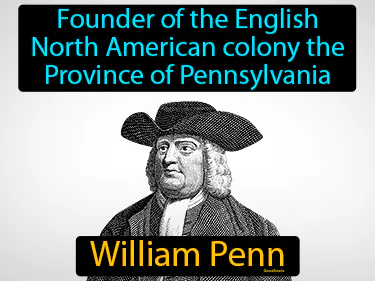 Founder of the English
North American colony the
Province of Pennsylvania
William Penn